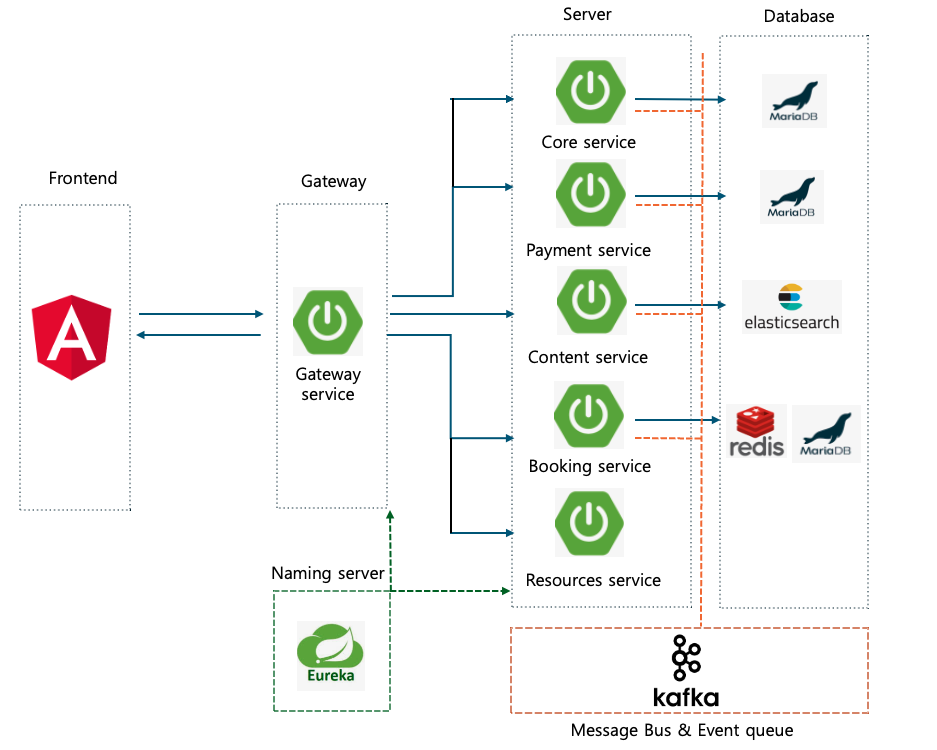 Server
Database
MariaDB
Core service
Frontend
Gateway
MariaDB
Payment service
A
elasticsearch
Content service
Gateway
service
redis
MariaDB
Booking service
Naming server
Resources service
Eureka
kafka
Message Bus & Event queue